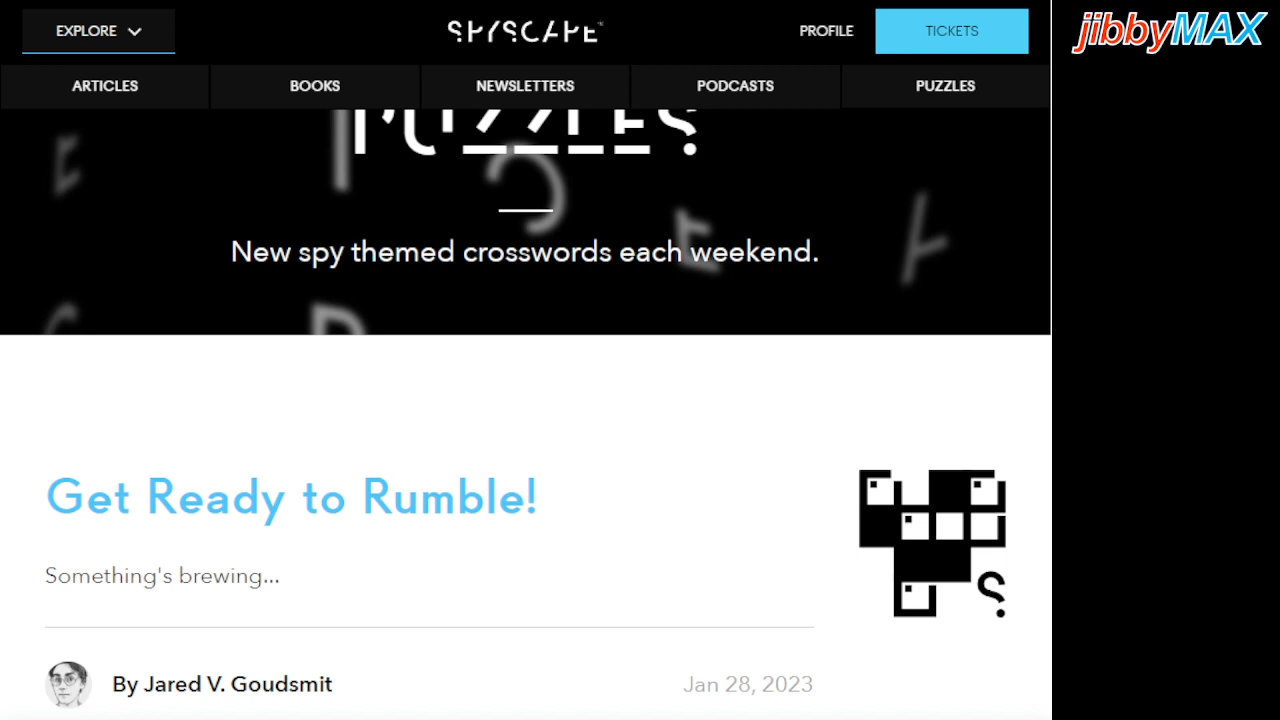 EXPLORE
SPYSCAPE
PROFILE
TICKETS
jibbyMAX
ARTICLES
BOOKS
NEWSLETTERS
PODCASTS
PUZZLES
PUZZLES
New spy themed crosswords each weekend.
Get Ready to Rumble!
Something's brewing...
By Jared V. Goudsmit
Jan 28, 2023